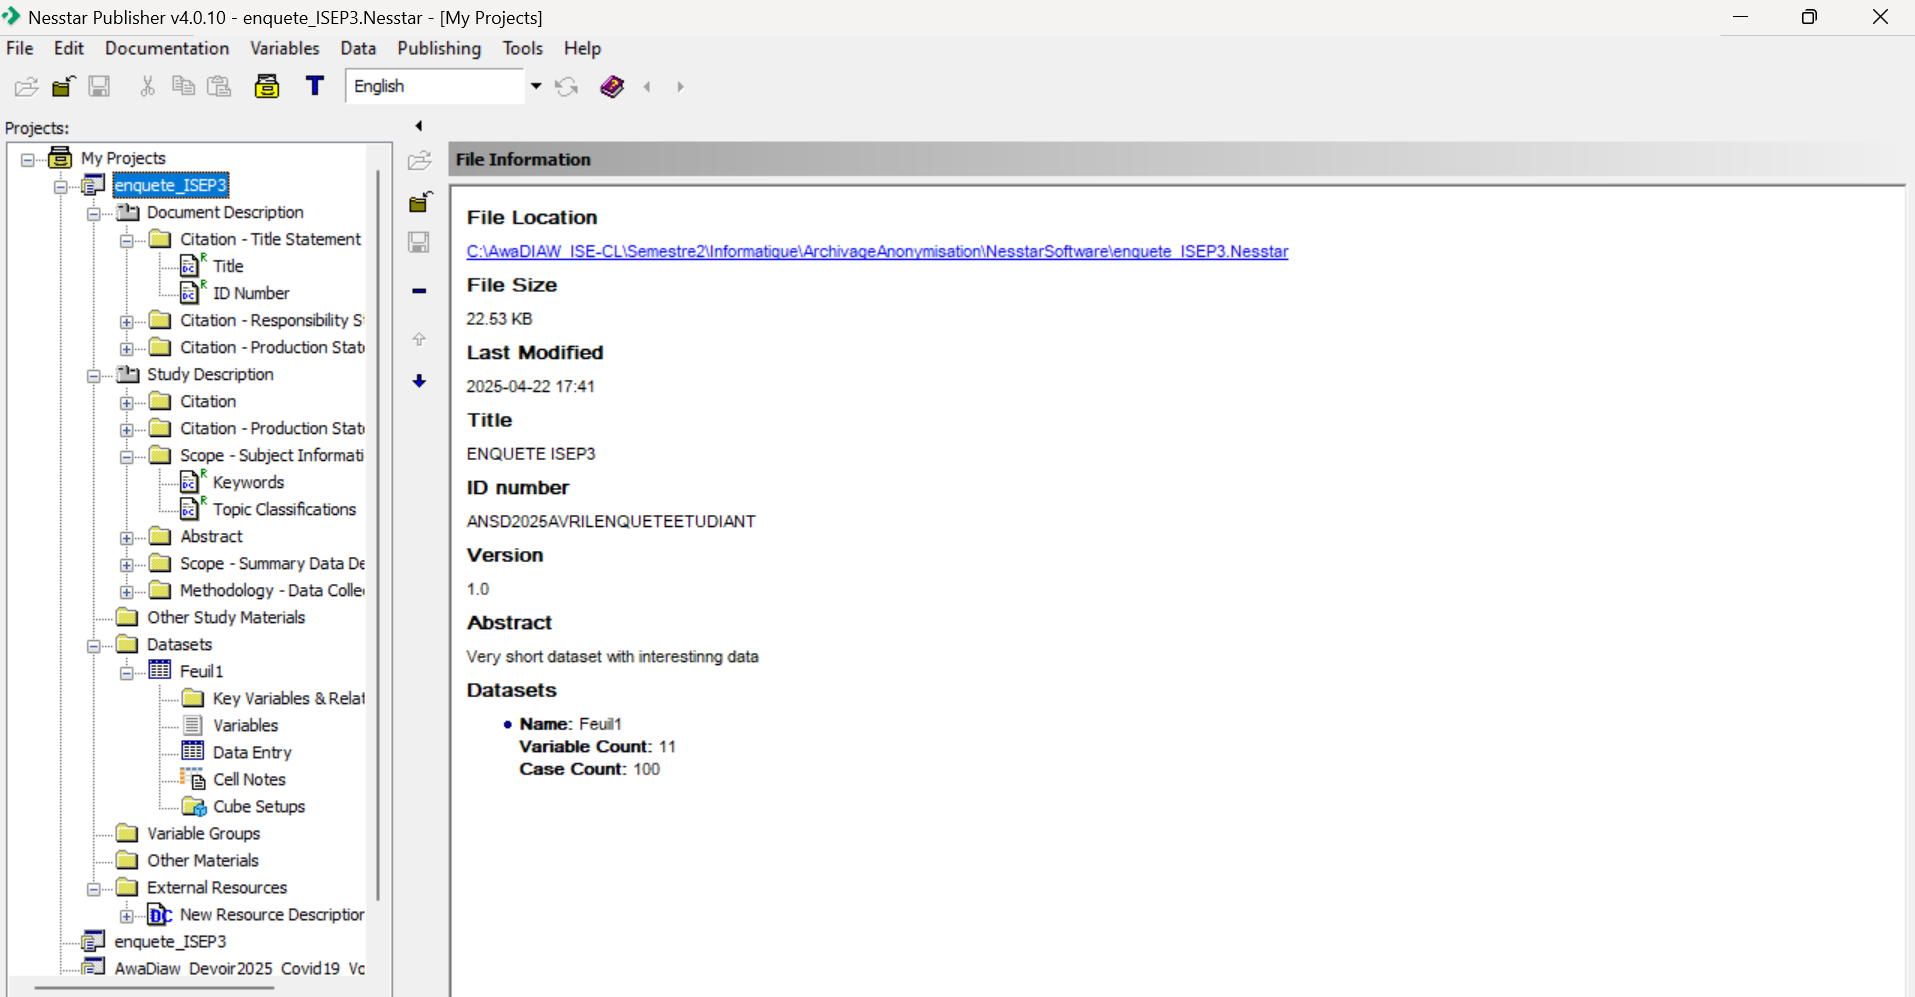 Nesstar Publisher v4.0.10 - enquete_ISEP3.Nesstar - [My Projects]
File Edit Documentation Variables Data Publishing Tools Help
T English
Projects:
My Projects
enquete_ISEP3
Document Description
Citation - Title Statement
Title
ID Number
Citation - Responsibility S
Citation - Production State
Study Description
Citation
Citation - Production State
Scope - Subject Informati
Keywords
Topic Classifications
Abstract
Scope - Summary Data De
Methodology - Data Colle
Other Study Materials
Datasets
Feuil1
Key Variables & Relat
Variables
Data Entry
Cell Notes
Cube Setups
Variable Groups
Other Materials
External Resources
New Resource Description
enquete_ISEP3
AwaDiaw_Devoir2025_Covid19_Vo
File Information
File Location
C:\AwaDIAW_ISE-CL\Semestre2\Informatique\ArchivageAnonymisation\NesstarSoftware\enquete_ISEP3.Nesstar
File Size
22.53 KB
Last Modified
2025-04-22 17:41
Title
ENQUETE ISEP3
ID number
ANSD2025AVRILENQUETEETUDIANT
Version
1.0
Abstract
Very short dataset with interestinng data
Datasets
Name: Feuil1
Variable Count: 11
Case Count: 100